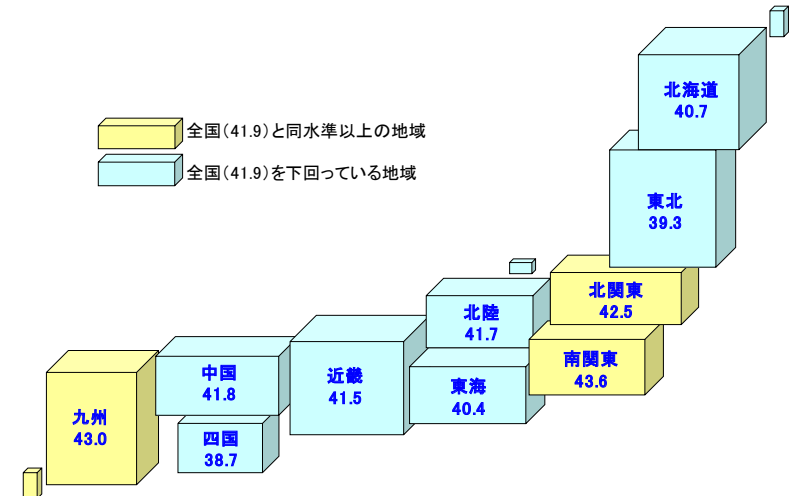 全国（41.9）と同水準以上の地域
全国（41.9）を下回っている地域
北海道
40.7
東北
39.3
北関東
42.5
南関東
43.6
北陸
41.7
東海
40.4
近畿
41.5
中国
41.8
四国
38.7
九州
43.0